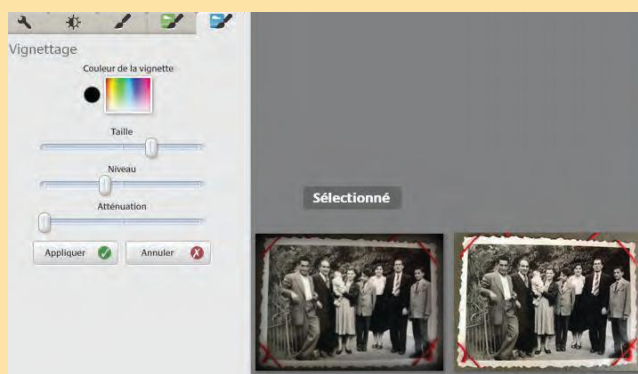 Vignettage
Couleur de la vignette
Taille
Niveau
Atténuation
Appliquer Annuler
Sélectionné